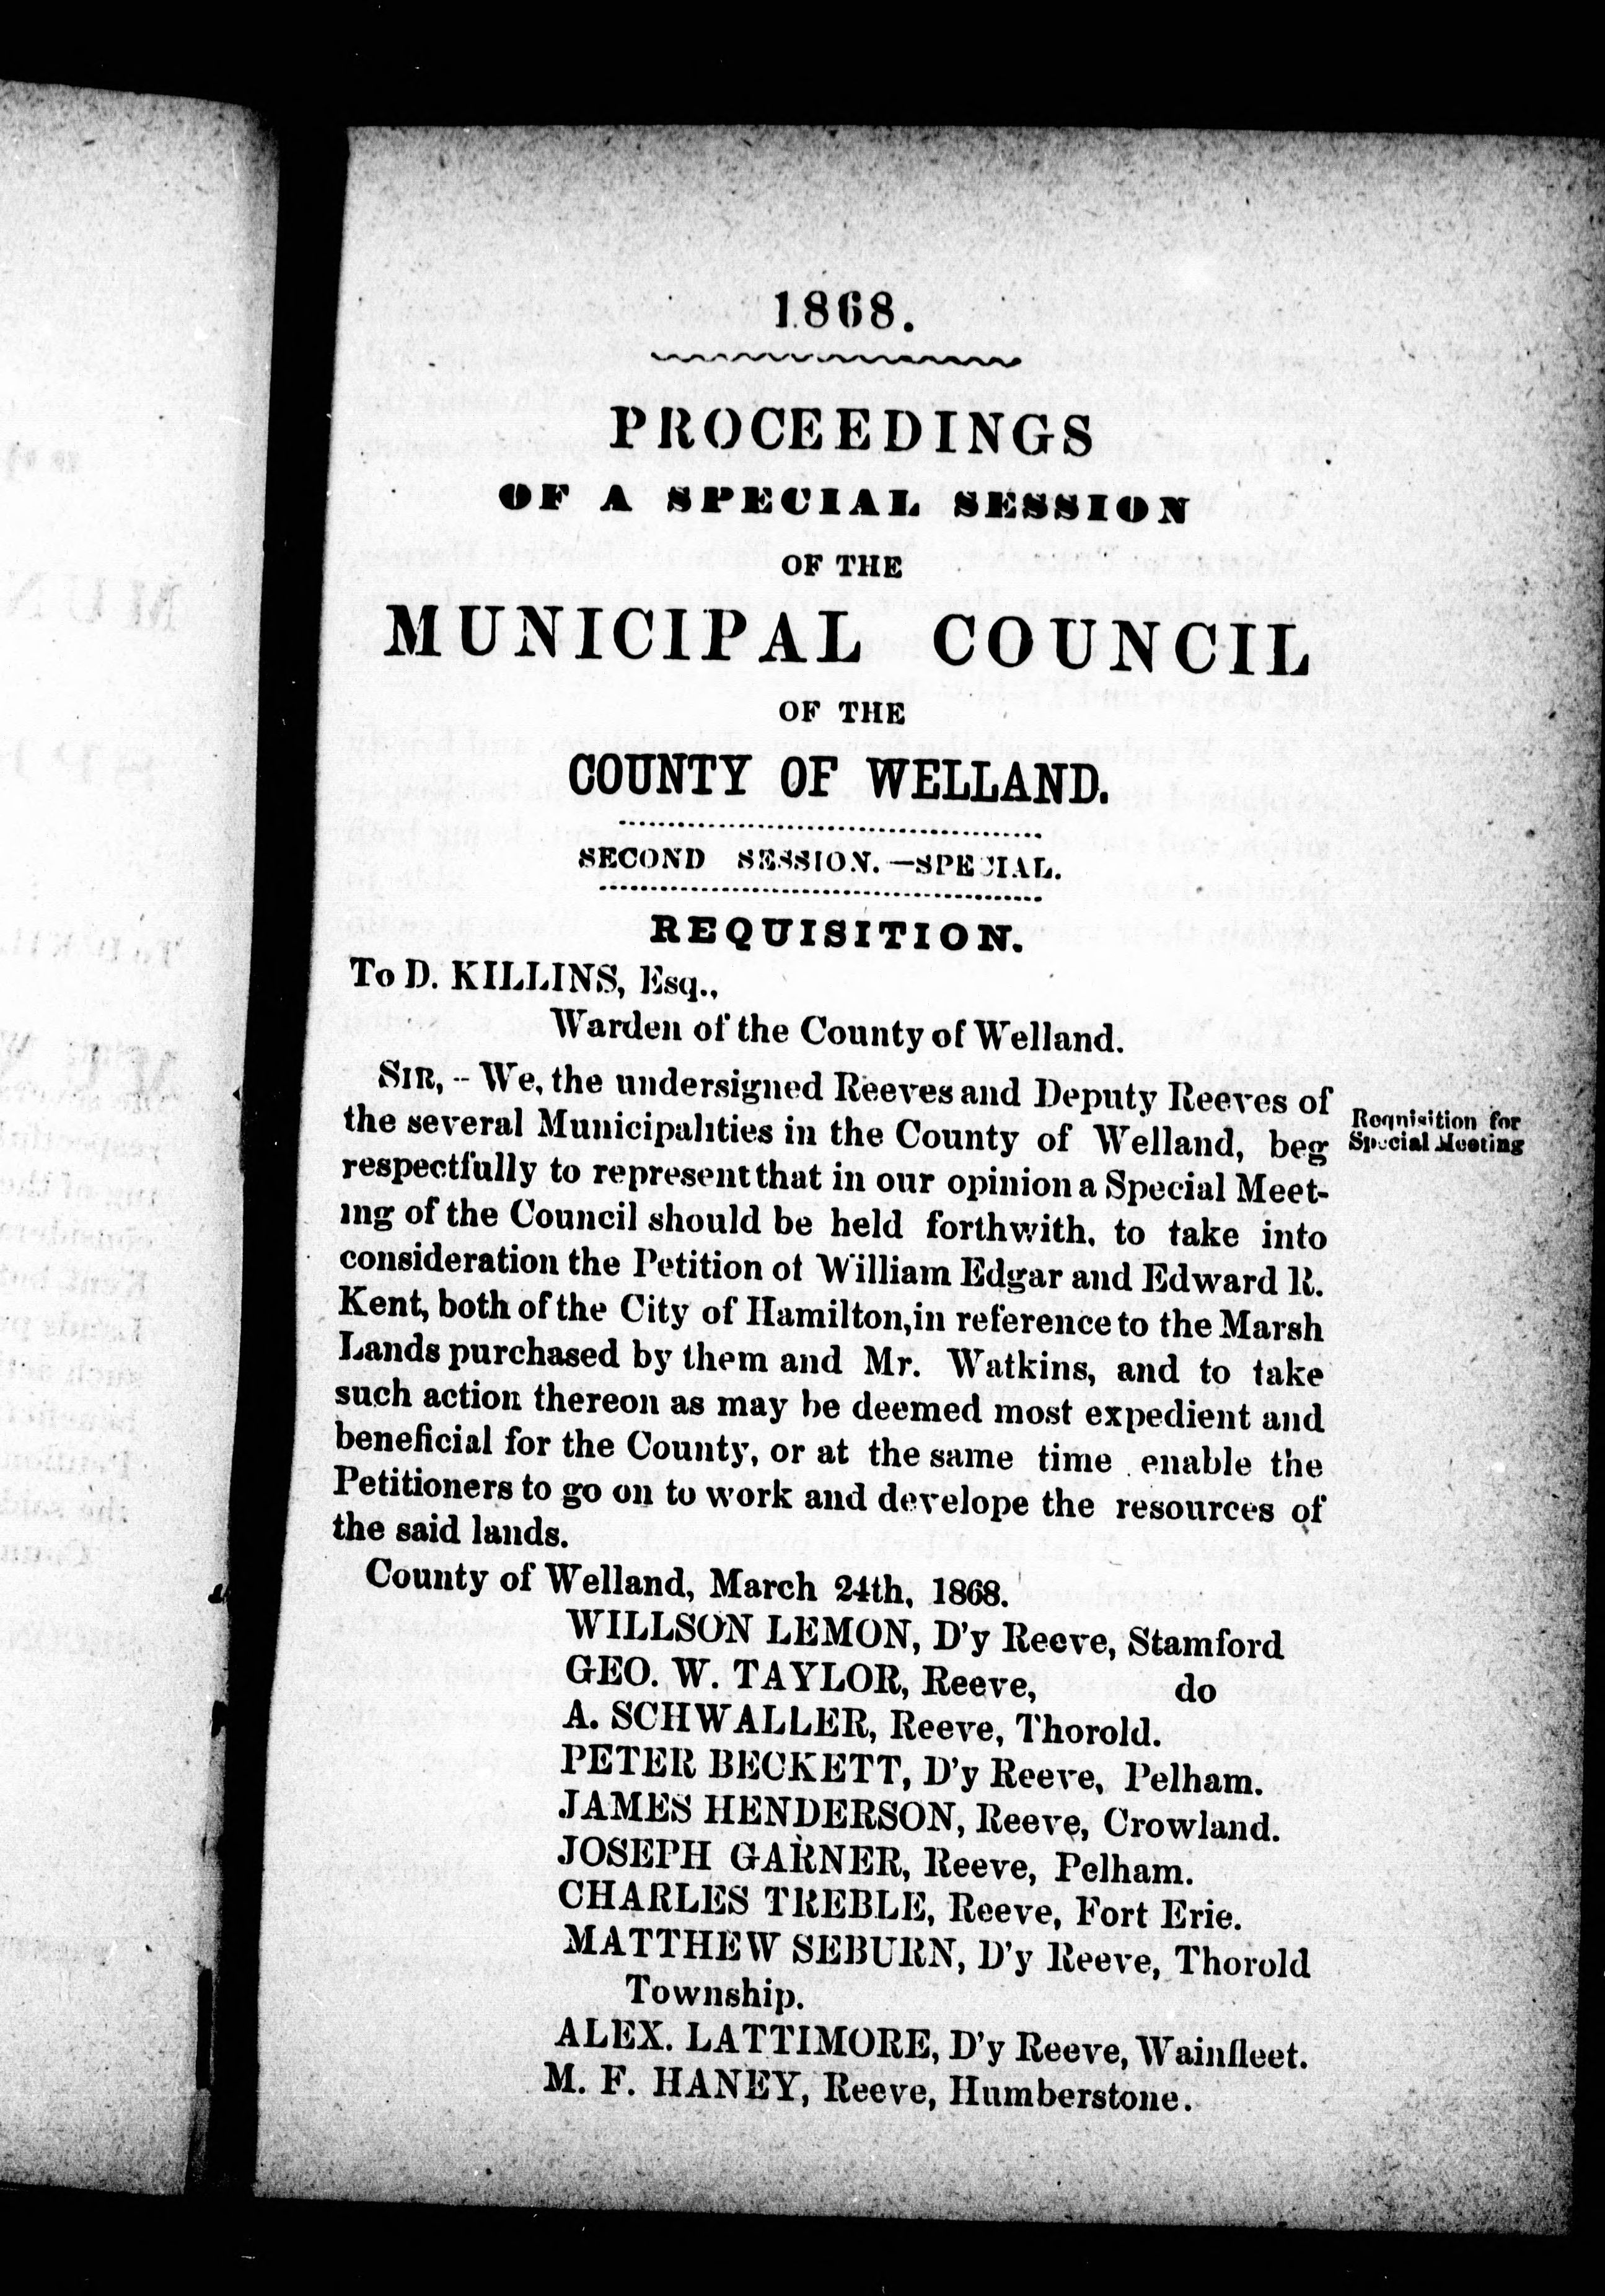 1868.
PROCEEDINGS
OF A SPECIAL SESSION
OF THE
MUNICIPAL COUNCIL
OF THE
COUNTY OF WELLAND.
SECOND SESSION.—SPECIAL.
REQUISITION.
To D. KILLINS, Esq.,
Warden of the County of Welland.
SIR, -- We, the undersigned Reeves and Deputy Reeves of
the several Municipalities in the County of Welland, beg
respectfully to represent that in our opinion a Special Meet-
ing of the Council should be held forthwith, to take into
consideration the Petition of William Edgar and Edward R.
Kent, both of the City of Hamilton, in reference to the Marsh
Lands purchased by them and Mr. Watkins, and to take
such action thereon as may be deemed most expedient and
beneficial for the County, or at the same time enable the
Petitioners to go on to work and develope the resources of
the said lands.
Requisition for
Special Meeting
County of Welland, March 24th, 1868.
WILLSON LEMON, D'y Reeve, Stamford
GEO. W. TAYLOR, Reeve, do
A. SCHWALLER, Reeve, Thorold.
PETER BECKETT, D'y Reeve, Pelham.
JAMES HENDERSON, Reeve, Crowland.
JOSEPH GARNER, Reeve, Pelham.
CHARLES TREBLE, Reeve, Fort Erie.
MATTHEW SEBURN, D'y Reeve, Thorold
Township.
ALEX. LATTIMORE, D'y Reeve, Wainfleet.
M. F. HANEY, Reeve, Humberstone.